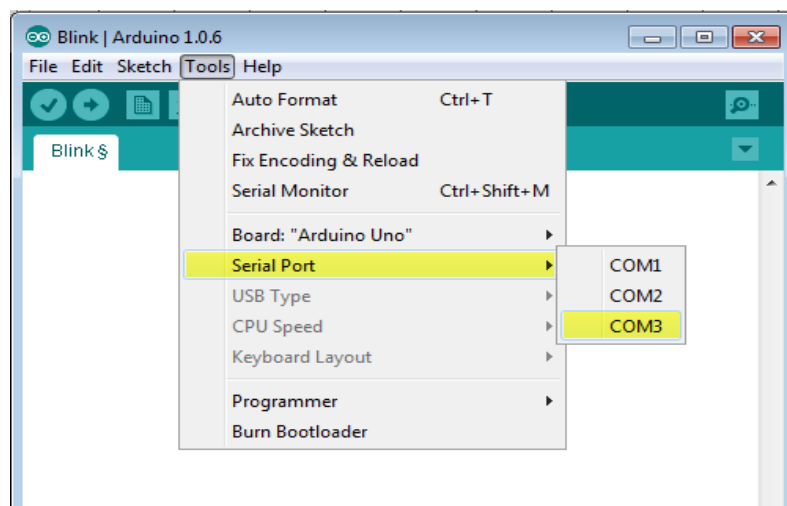 Blink | Arduino 1.0.6
File Edit Sketch Tools Help
Blink §
Auto Format Ctrl+T
Archive Sketch
Fix Encoding & Reload
Serial Monitor Ctrl+Shift+M
Board: "Arduino Uno"
Serial Port
USB Type
CPU Speed
Keyboard Layout
Programmer
Burn Bootloader
COM1
COM2
COM3